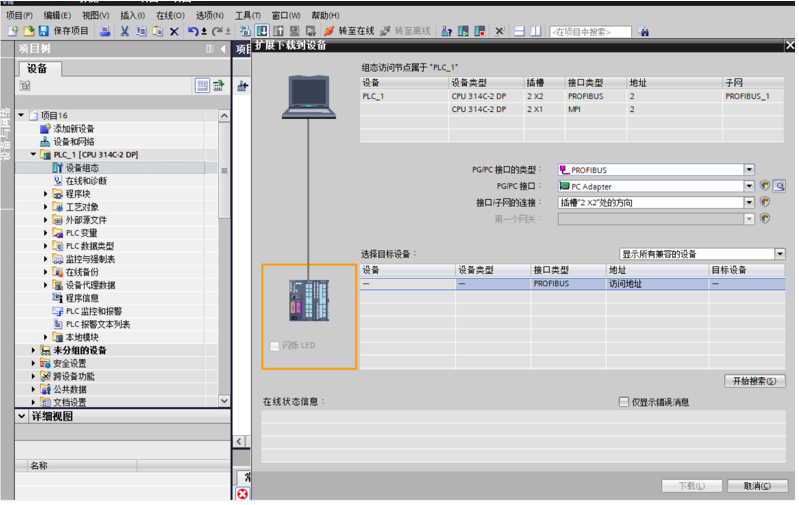 项目(P) 编辑(E) 视图(V) 插入(I) 在线(O) 选项(N) 工具(T) 窗口(W) 帮助(H)
保存项目 转至在线 转至离线 <在项目中搜索>
项目树
设备
项目16
添加新设备
设备和网络
PLC_1 [CPU 314C-2 DP]
设备组态
在线和诊断
程序块
工艺对象
外部源文件
PLC 变量
PLC 数据类型
监控与强制表
在线备份
设备代理数据
程序信息
PLC 监控和报警
PLC 报警文本列表
本地模块
未分组的设备
安全设置
跨设备功能
公共数据
文档设置
详细视图
名称
设备与网络
扩展下载到设备
组态访问节点属于 "PLC_1"
设备 设备类型 插槽 接口类型 地址 子网
PLC_1 CPU 314C-2 DP 2 X2 PROFIBUS 2 PROFIBUS_1
CPU 314C-2 DP 2 X1 MPI 2
PG/PC 接口的类型： PROFIBUS
PG/PC 接口： PC Adapter
接口/子网的连接： 插槽"2 X2"处的方向
第一个网关：
选择目标设备： 显示所有兼容的设备
设备 设备类型 接口类型 地址 目标设备
— — PROFIBUS 访问地址 —
闪烁 LED
开始搜索(S)
在线状态信息： 仅显示错误消息
下载(L) 取消(C)